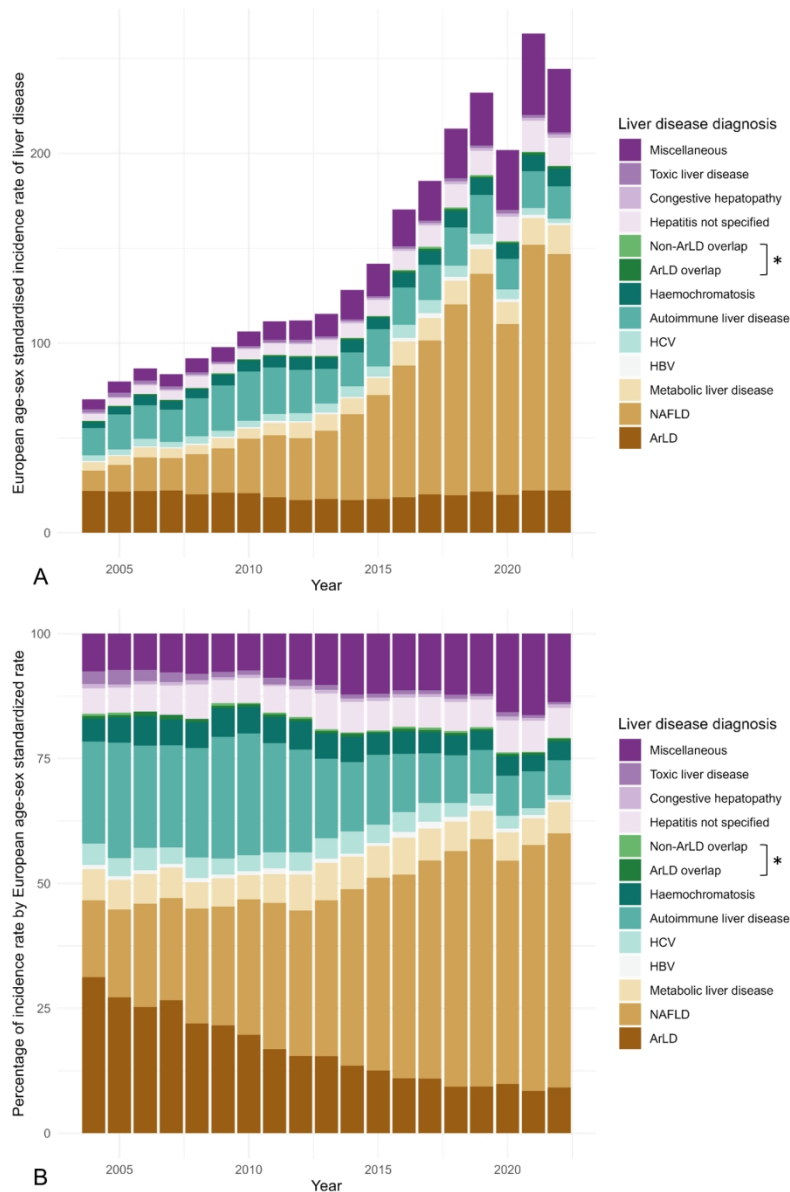 European age-sex standardised incidence rate of liver disease
200
100
0
2005
2010
2015
2020
Year
A
Liver disease diagnosis
Miscellaneous
Toxic liver disease
Congestive hepatopathy
Hepatitis not specified
Non-ArLD overlap
ArLD overlap
*
Haemochromatosis
Autoimmune liver disease
HCV
HBV
Metabolic liver disease
NAFLD
ArLD
Percentage of incidence rate by European age-sex standardized rate
100
75
50
25
0
2005
2010
2015
2020
Year
B
Liver disease diagnosis
Miscellaneous
Toxic liver disease
Congestive hepatopathy
Hepatitis not specified
Non-ArLD overlap
ArLD overlap
*
Haemochromatosis
Autoimmune liver disease
HCV
HBV
Metabolic liver disease
NAFLD
ArLD